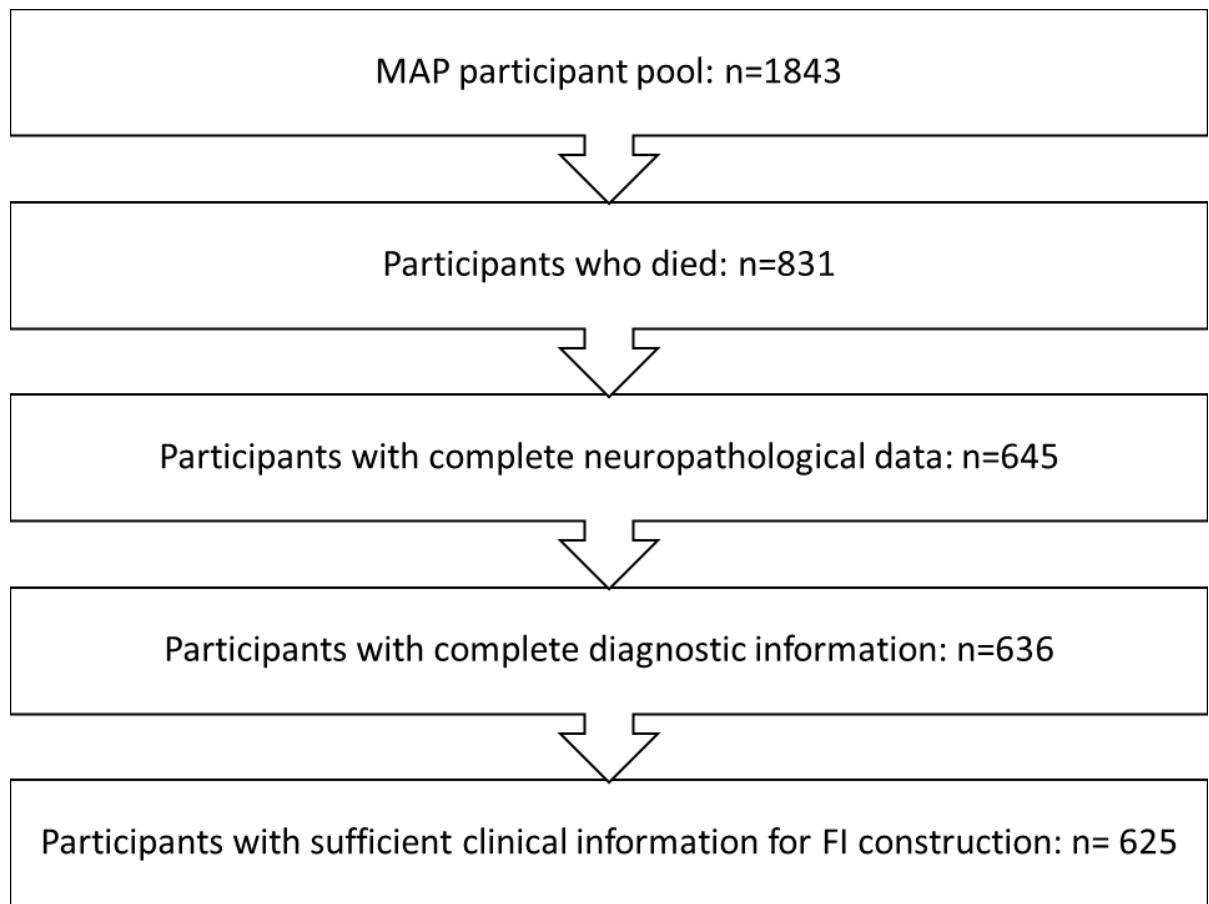 MAP participant pool: n=1843
Participants who died: n=831
Participants with complete neuropathological data: n=645
Participants with complete diagnostic information: n=636
Participants with sufficient clinical information for FI construction: n= 625